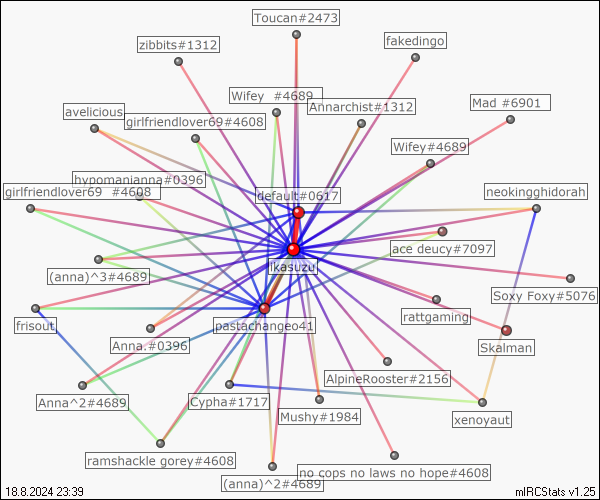 Toucan#2473
zibbits#1312
fakedingo
Wifey  #4689
Annarchist#1312
Mad #6901
avelicious
girlfriendlover69#4608
Wifey#4689
hypomanianna#0396
girlfriendlover69  #4608
default#0617
neokingghidorah
ace deucy#7097
ikasuzu
(anna)^3#4689
Soxy Foxy#5076
rattgaming
frisout
pastachangeo41
Anna.#0396
Skalman
AlpineRooster#2156
Anna^2#4689
Cypha#1717
Mushy#1984
xenoyaut
ramshackle gorey#4608
no cops no laws no hope#4608
(anna)^2#4689
18.8.2024 23:39
mIRCStats v1.25